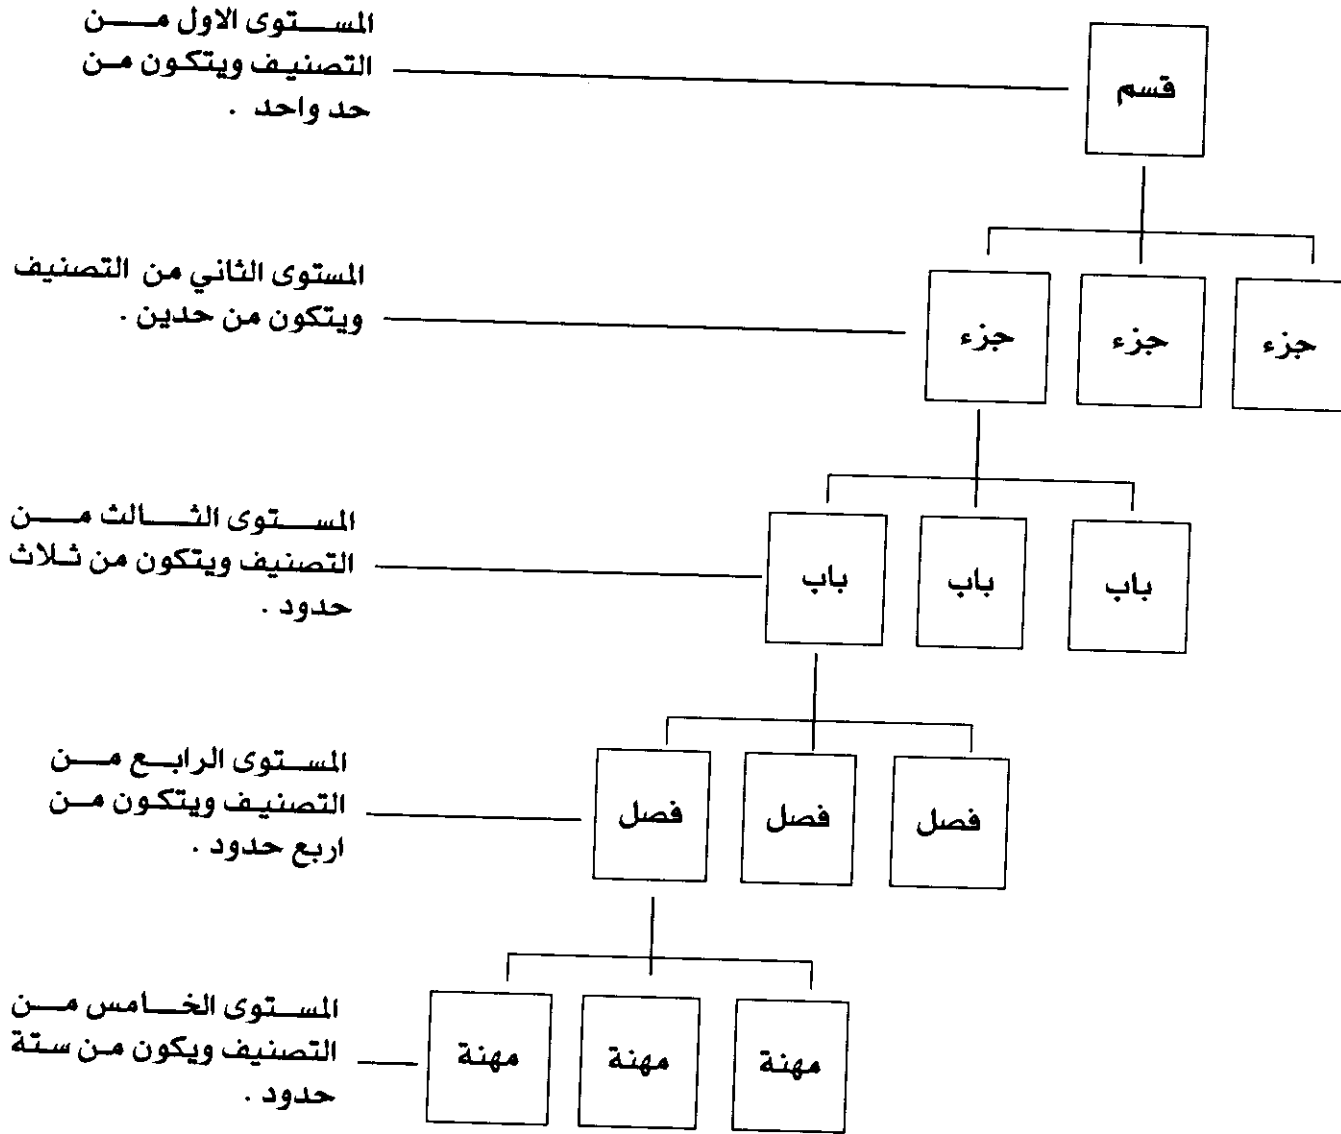 المستوى الاول من
التصنيف ويتكون من
حد واحد .
قسم
المستوى الثاني من التصنيف
ويتكون من حدين .
جزء
جزء
جزء
المستوى الثالث من
التصنيف ويتكون من ثلاث
حدود .
باب
باب
باب
المستوى الرابع من
التصنيف ويتكون من
اربع حدود .
فصل
فصل
فصل
المستوى الخامس من
التصنيف ويكون من ستة
حدود .
مهنة
مهنة
مهنة